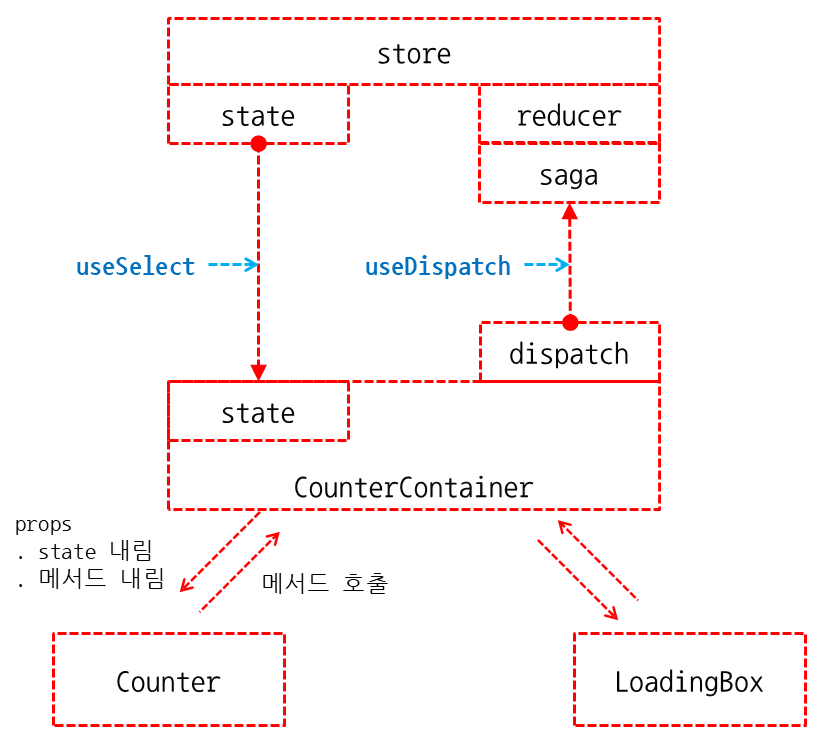 store
state
reducer
saga
useSelect
useDispatch
dispatch
state
CounterContainer
props
. state 내림
. 메서드 내림
메서드 호출
Counter
LoadingBox